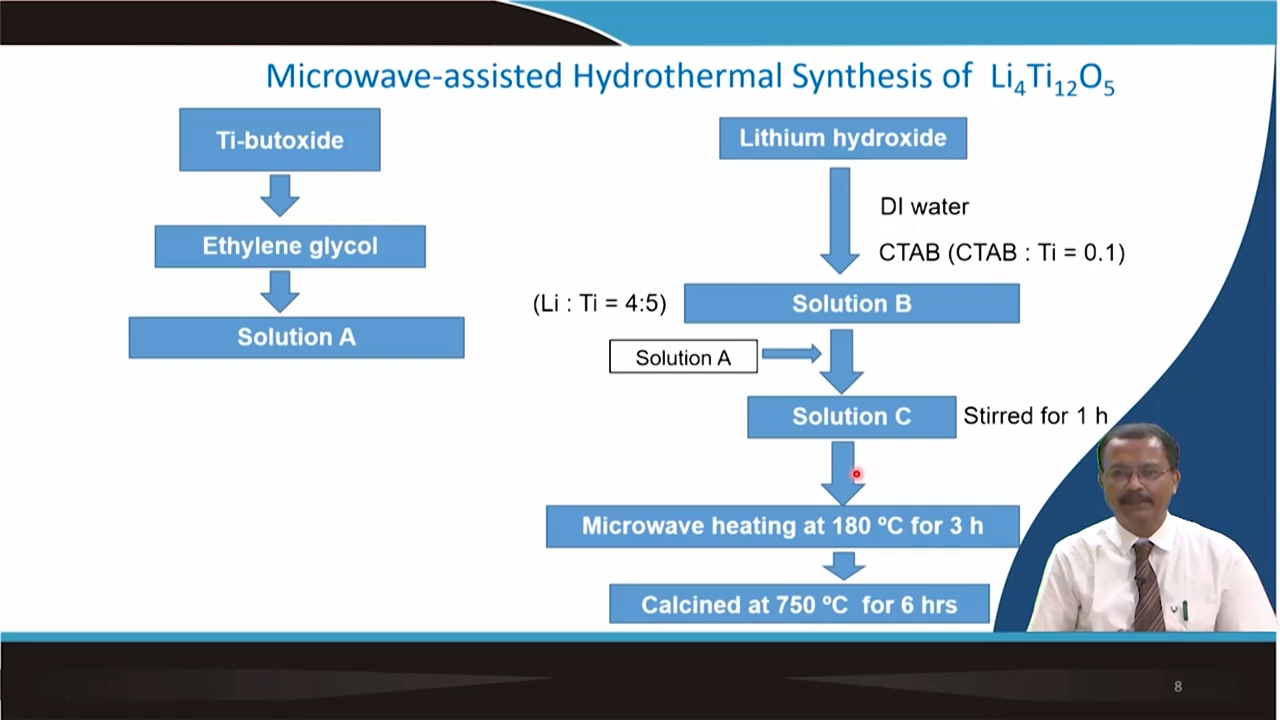 Microwave-assisted Hydrothermal Synthesis of Li₄Ti₁₂O₅
Ti-butoxide
Ethylene glycol
Solution A
Lithium hydroxide
DI water
CTAB (CTAB : Ti = 0.1)
(Li : Ti = 4:5)
Solution B
Solution A
Solution C
Stirred for 1 h
Microwave heating at 180 ºC for 3 h
Calcined at 750 ºC for 6 hrs
8